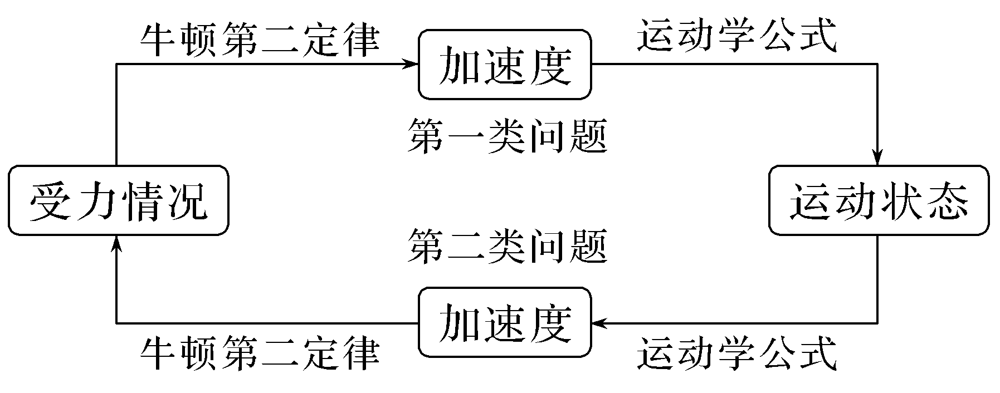 牛顿第二定律
运动学公式
加速度
第一类问题
受力情况
运动状态
第二类问题
加速度
牛顿第二定律
运动学公式